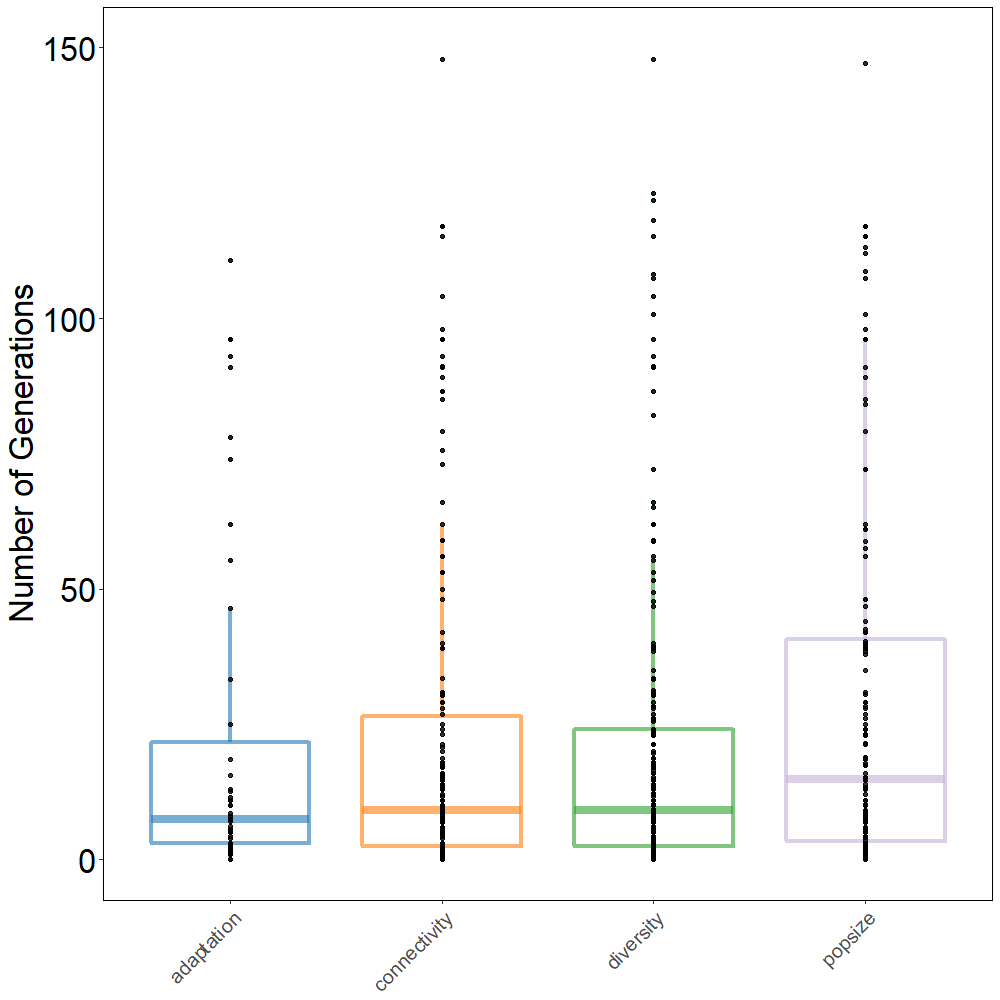 150
100
50
0
Number of Generations
adaptation
connectivity
diversity
popsize